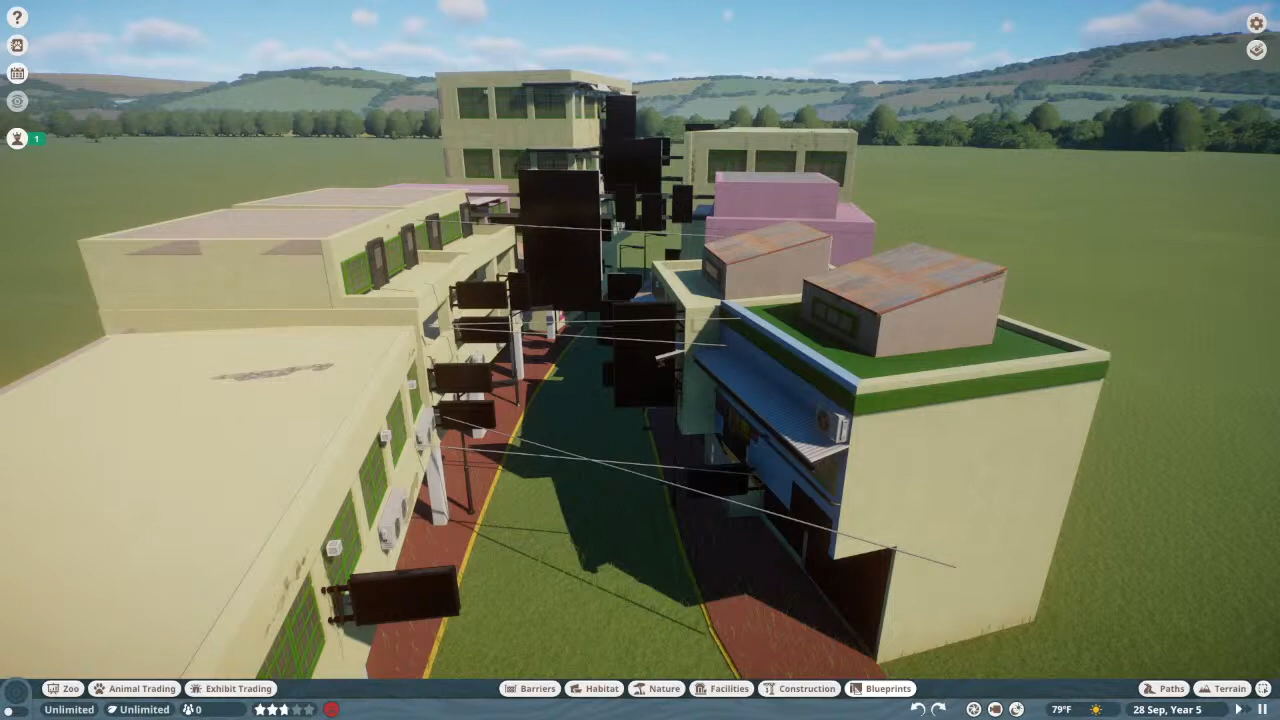 ?
1
Zoo
Animal Trading
Exhibit Trading
Barriers
Habitat
Nature
Facilities
Construction
Blueprints
Paths
Terrain
Unlimited
Unlimited
0
79°F
28 Sep, Year 5